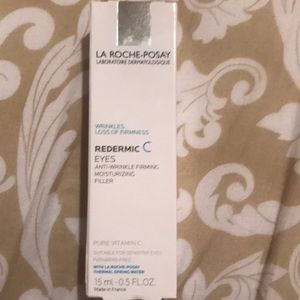 LA ROCHE-POSAY
LABORATOIRE DERMATOLOGIQUE
WRINKLES
LOSS OF FIRMNESS
REDERMIC C
EYES
ANTI-WRINKLE FIRMING
MOISTURIZING
FILLER
PURE VITAMIN C
SUITABLE FOR SENSITIVE EYES
PARABENS-FREE
WITH LA ROCHE-POSAY
THERMAL SPRING WATER
15 ml - 0.5 FL.OZ.
Made in France